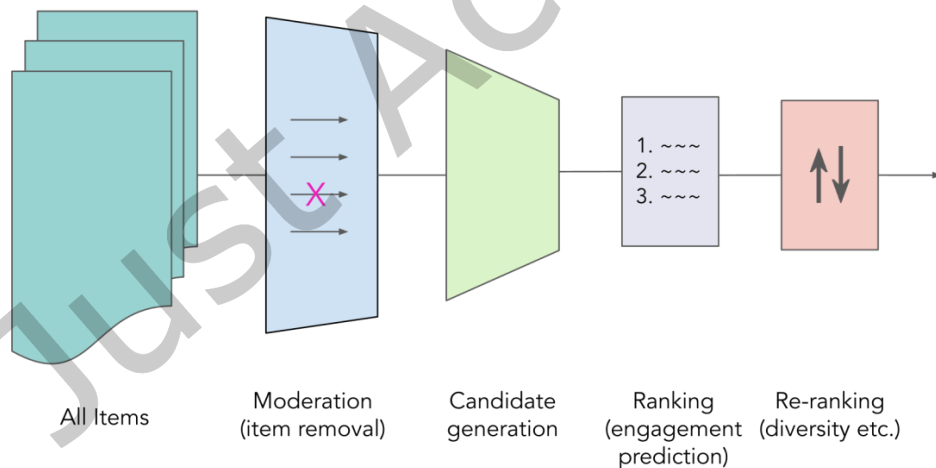 Just Ac
1. ~~~
2. ~~~
3. ~~~
X
All Items
Moderation
(item removal)
Candidate
generation
Ranking
(engagement
prediction)
Re-ranking
(diversity etc.)